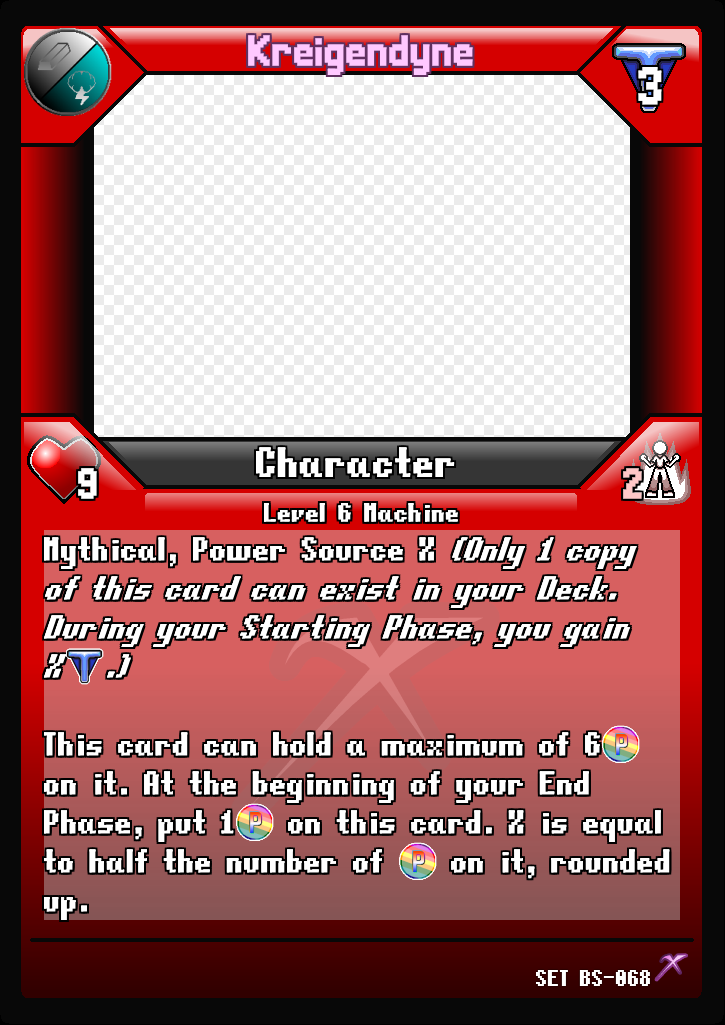 Kreigendyne
3
9
Character
2
Level 6 Machine
Mythical, Power Source X (Only 1 copy
of this card can exist in your Deck.
During your Starting Phase, you gain
X T .)
This card can hold a maximum of 6 P
on it. At the beginning of your End
Phase, put 1 P on this card. X is equal
to half the number of P on it, rounded
up.
SET BS-068